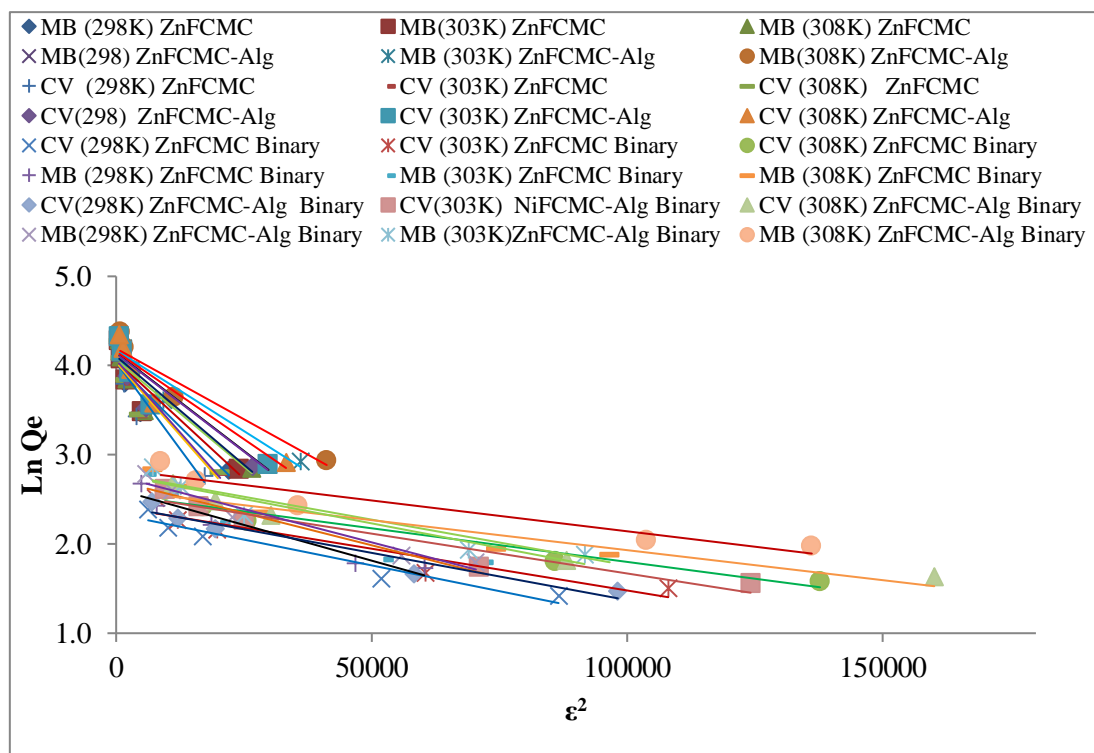 MB (298K) ZnFCMC MB(303K) ZnFCMC MB (308K) ZnFCMC
MB(298) ZnFCMC-Alg MB (303K) ZnFCMC-Alg MB(308K) ZnFCMC-Alg
CV (298K) ZnFCMC CV (303K) ZnFCMC CV (308K) ZnFCMC
CV(298) ZnFCMC-Alg CV (303K) ZnFCMC-Alg CV (308K) ZnFCMC-Alg
CV (298K) ZnFCMC Binary CV (303K) ZnFCMC Binary CV (308K) ZnFCMC Binary
MB (298K) ZnFCMC Binary MB (303K) ZnFCMC Binary MB (308K) ZnFCMC Binary
CV(298K) ZnFCMC-Alg Binary CV(303K) NiFCMC-Alg Binary CV (308K) ZnFCMC-Alg Binary
MB(298K) ZnFCMC-Alg Binary MB (303K)ZnFCMC-Alg Binary MB (308K) ZnFCMC-Alg Binary
5.0
4.0
3.0
2.0
1.0
Ln Qe
0 50000 100000 150000
ε²